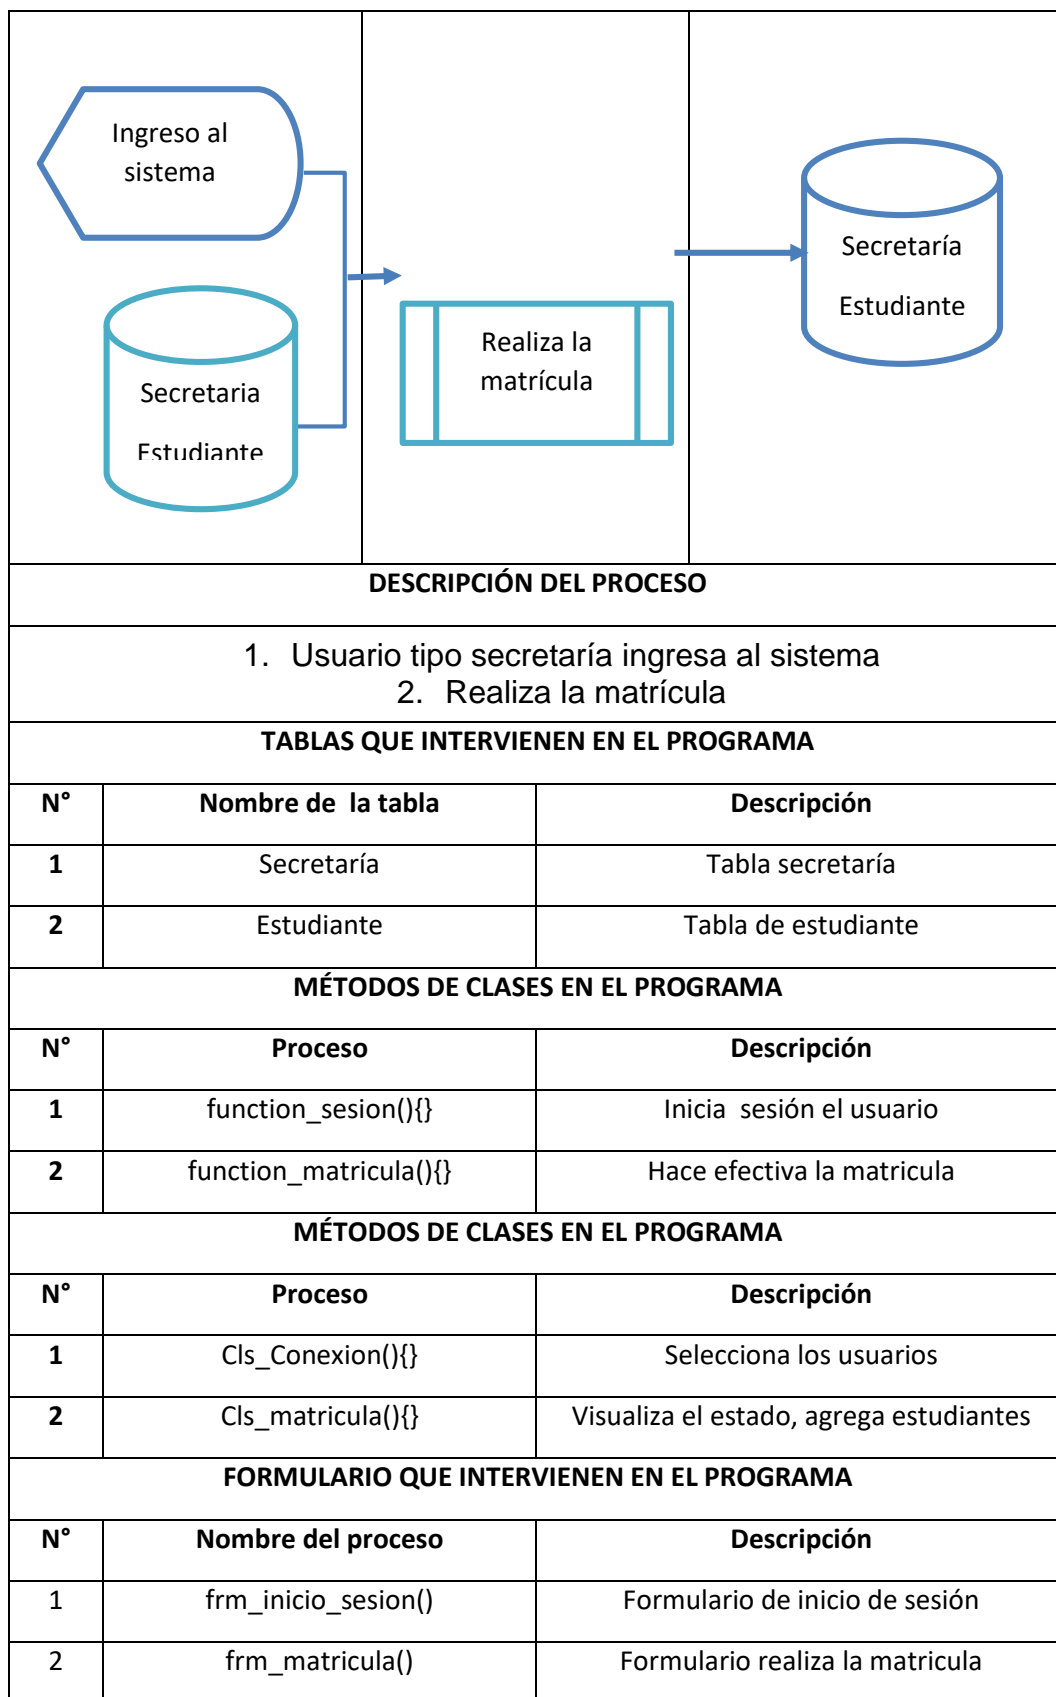 Ingreso al
sistema
Secretaria
Estudiante
Realiza la
matrícula
Secretaría
Estudiante
DESCRIPCIÓN DEL PROCESO
1. Usuario tipo secretaría ingresa al sistema
2. Realiza la matrícula
TABLAS QUE INTERVIENEN EN EL PROGRAMA
N° Nombre de la tabla Descripción
1 Secretaría Tabla secretaría
2 Estudiante Tabla de estudiante
MÉTODOS DE CLASES EN EL PROGRAMA
N° Proceso Descripción
1 function_sesion(){} Inicia sesión el usuario
2 function_matricula(){} Hace efectiva la matricula
MÉTODOS DE CLASES EN EL PROGRAMA
N° Proceso Descripción
1 Cls_Conexion(){} Selecciona los usuarios
2 Cls_matricula(){} Visualiza el estado, agrega estudiantes
FORMULARIO QUE INTERVIENEN EN EL PROGRAMA
N° Nombre del proceso Descripción
1 frm_inicio_sesion() Formulario de inicio de sesión
2 frm_matricula() Formulario realiza la matricula